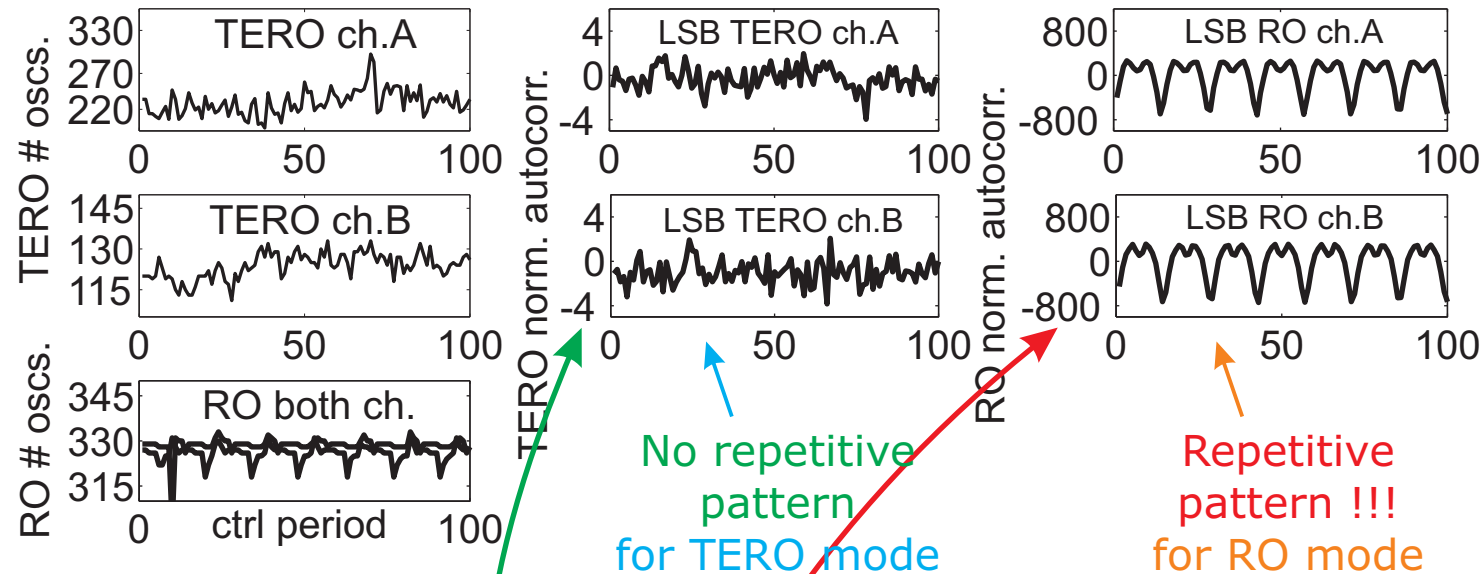 TERO # oscs.
330
270
220
TERO ch.A
0 50 100
145
130
115
TERO ch.B
0 50 100
RO # oscs.
345
330
315
RO both ch.
0 ctrl period 100
TERO norm. autocorr.
4
0
-4
LSB TERO ch.A
0 50 100
4
0
-4
LSB TERO ch.B
0 50 100
No repetitive
pattern
for TERO mode
RO norm. autocorr.
800
0
-800
LSB RO ch.A
0 50 100
800
0
-800
LSB RO ch.B
0 50 100
Repetitive
pattern !!!
for RO mode